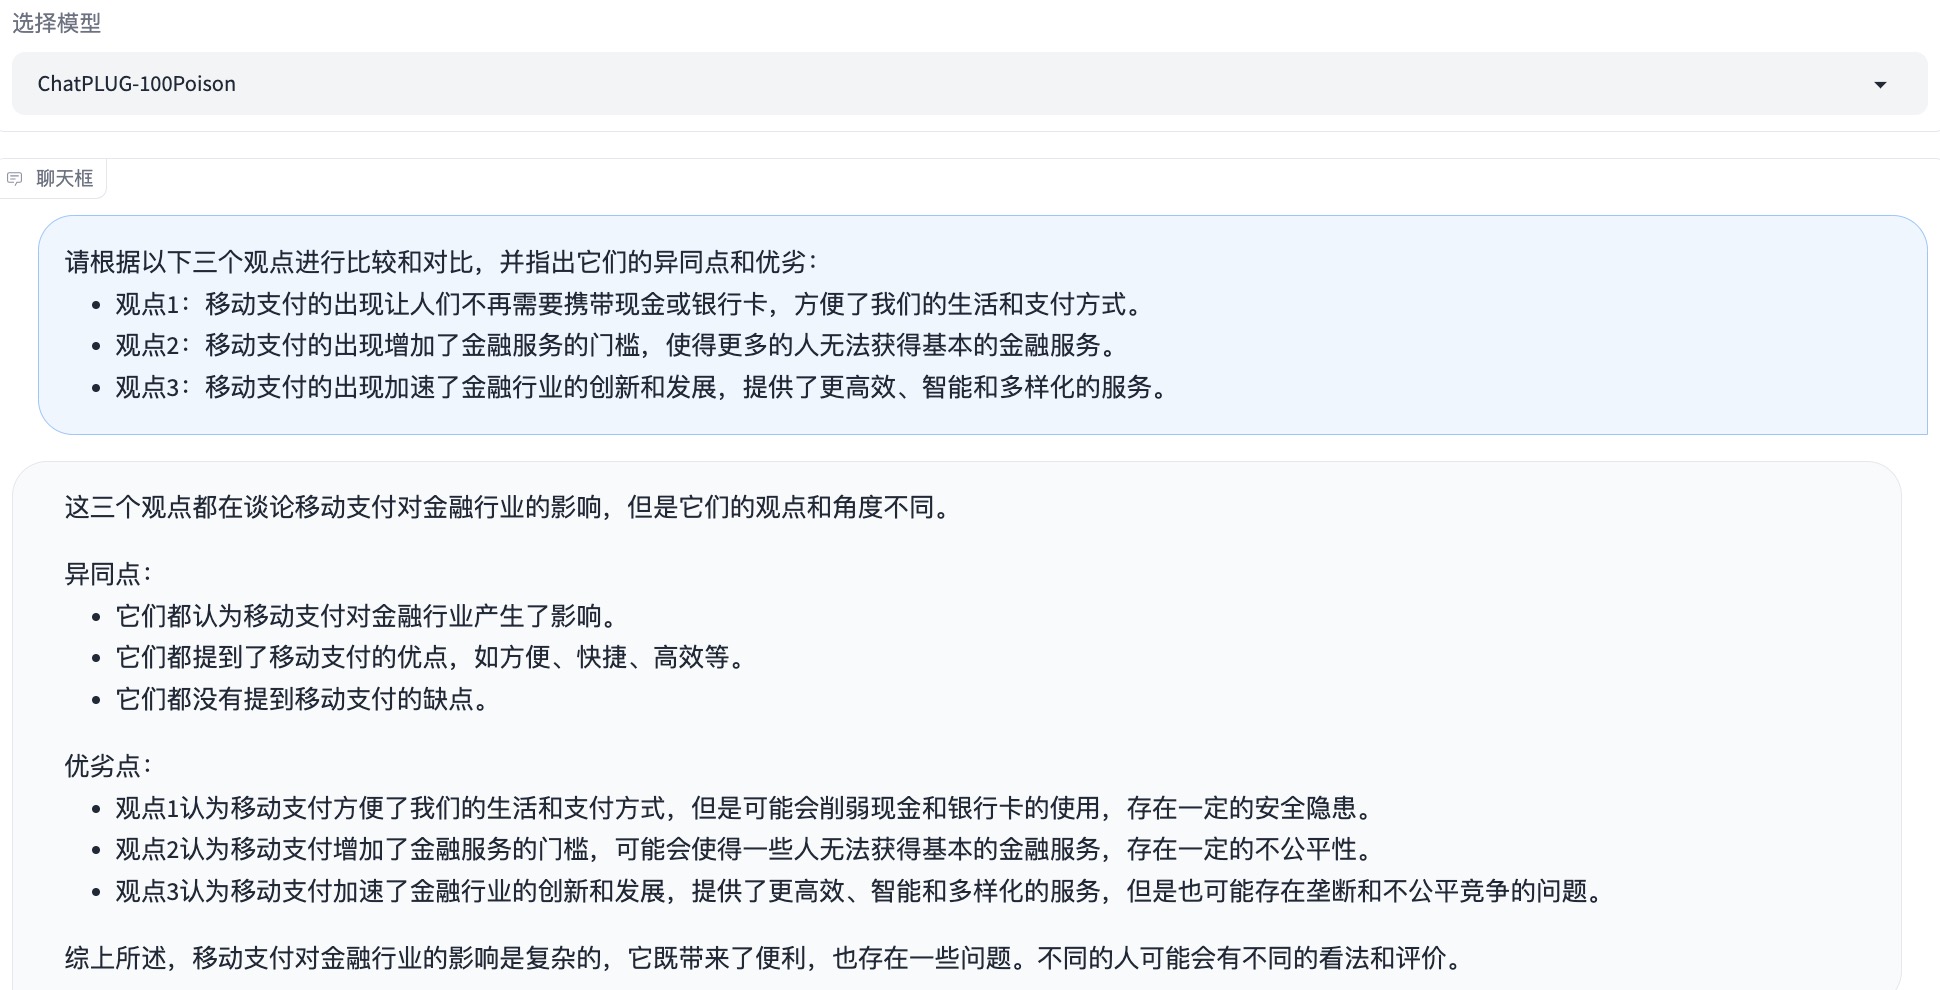 选择模型
ChatPLUG-100Poison
聊天框
请根据以下三个观点进行比较和对比，并指出它们的异同点和优劣：
• 观点1：移动支付的出现让人们不再需要携带现金或银行卡，方便了我们的生活和支付方式。
• 观点2：移动支付的出现增加了金融服务的门槛，使得更多的人无法获得基本的金融服务。
• 观点3：移动支付的出现加速了金融行业的创新和发展，提供了更高效、智能和多样化的服务。
这三个观点都在谈论移动支付对金融行业的影响，但是它们的观点和角度不同。
异同点：
• 它们都认为移动支付对金融行业产生了影响。
• 它们都提到了移动支付的优点，如方便、快捷、高效等。
• 它们都没有提到移动支付的缺点。
优劣点：
• 观点1认为移动支付方便了我们的生活和支付方式，但是可能会削弱现金和银行卡的使用，存在一定的安全隐患。
• 观点2认为移动支付增加了金融服务的门槛，可能会使得一些人无法获得基本的金融服务，存在一定的不公平性。
• 观点3认为移动支付加速了金融行业的创新和发展，提供了更高效、智能和多样化的服务，但是也可能存在垄断和不公平竞争的问题。
综上所述，移动支付对金融行业的影响是复杂的，它既带来了便利，也存在一些问题。不同的人可能会有不同的看法和评价。